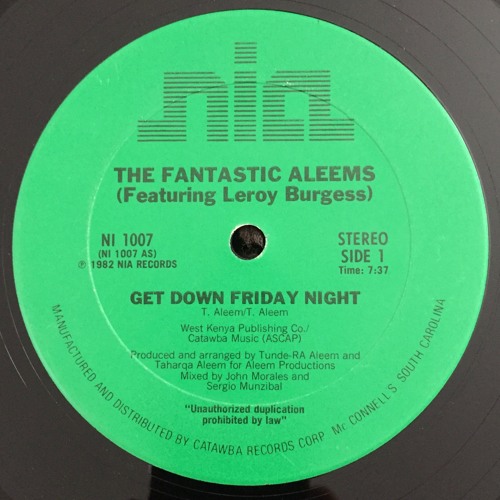 nia
THE FANTASTIC ALEEMS
(Featuring Leroy Burgess)
NI 1007
(NI 1007 AS)
℗ 1982 NIA RECORDS
STEREO
SIDE 1
Time: 7:37
GET DOWN FRIDAY NIGHT
T. Aleem/T. Aleem
West Kenya Publishing Co./
Catawba Music (ASCAP)
Produced and arranged by Tunde-RA Aleem and
Taharqa Aleem for Aleem Productions
Mixed by John Morales and
Sergio Munzibal
"Unauthorized duplication
prohibited by law"
MANUFACTURED AND DISTRIBUTED BY CATAWBA RECORDS CORP. Mc CONNELLS SOUTH CAROLINA